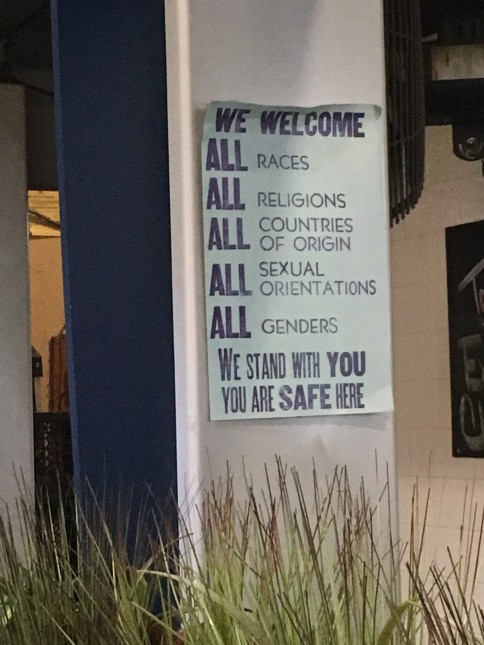 WE WELCOME
ALL RACES
ALL RELIGIONS
ALL COUNTRIES
OF ORIGIN
ALL SEXUAL
ORIENTATIONS
ALL GENDERS
WE STAND WITH YOU
YOU ARE SAFE HERE